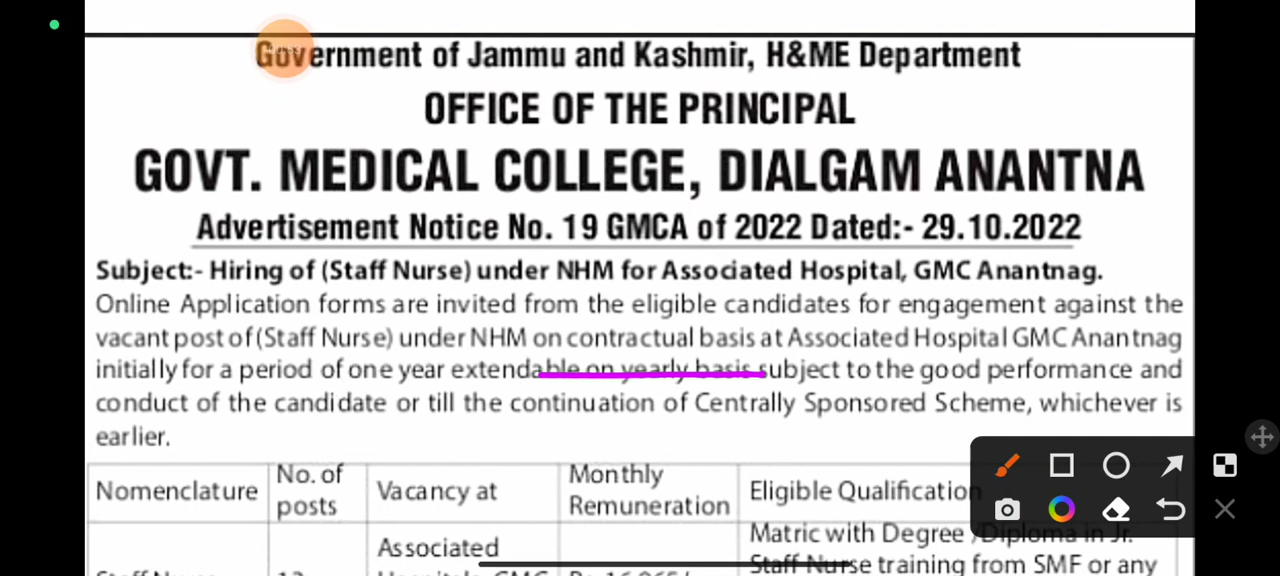 Government of Jammu and Kashmir, H&ME Department
OFFICE OF THE PRINCIPAL
GOVT. MEDICAL COLLEGE, DIALGAM ANANTNA
Advertisement Notice No. 19 GMCA of 2022 Dated:- 29.10.2022
Subject:- Hiring of (Staff Nurse) under NHM for Associated Hospital, GMC Anantnag.
Online Application forms are invited from the eligible candidates for engagement against the
vacant post of (Staff Nurse) under NHM on contractual basis at Associated Hospital GMC Anantnag
initially for a period of one year extendable on yearly basis subject to the good performance and
conduct of the candidate or till the continuation of Centrally Sponsored Scheme, whichever is
earlier.
Nomenclature
No. of
posts
Vacancy at
Monthly
Remuneration
Eligible Qualification
Associated
Matric with Degree /Diploma in Jr.
Staff Nurse training from SMF or any